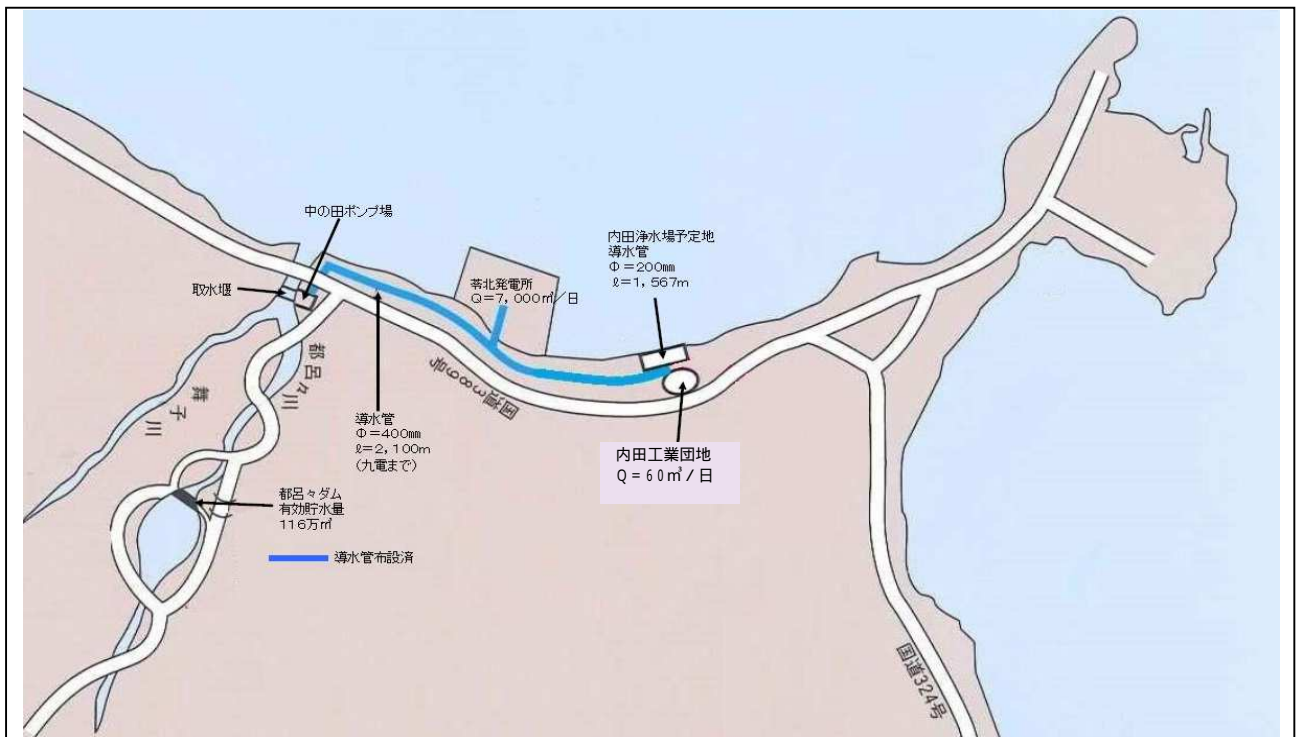 中の田ポンプ場
取水堰
都呂々川
舞子川
苓北発電所
Q=7,000㎥/日
内田浄水場予定地
導水管
Φ=200mm
ℓ=1,567m
国道389号
導水管
Φ=400mm
ℓ=2,100m
(九電まで)
内田工業団地
Q=60㎥/日
都呂々ダム
有効貯水量
116万㎥
導水管布設済
国道324号